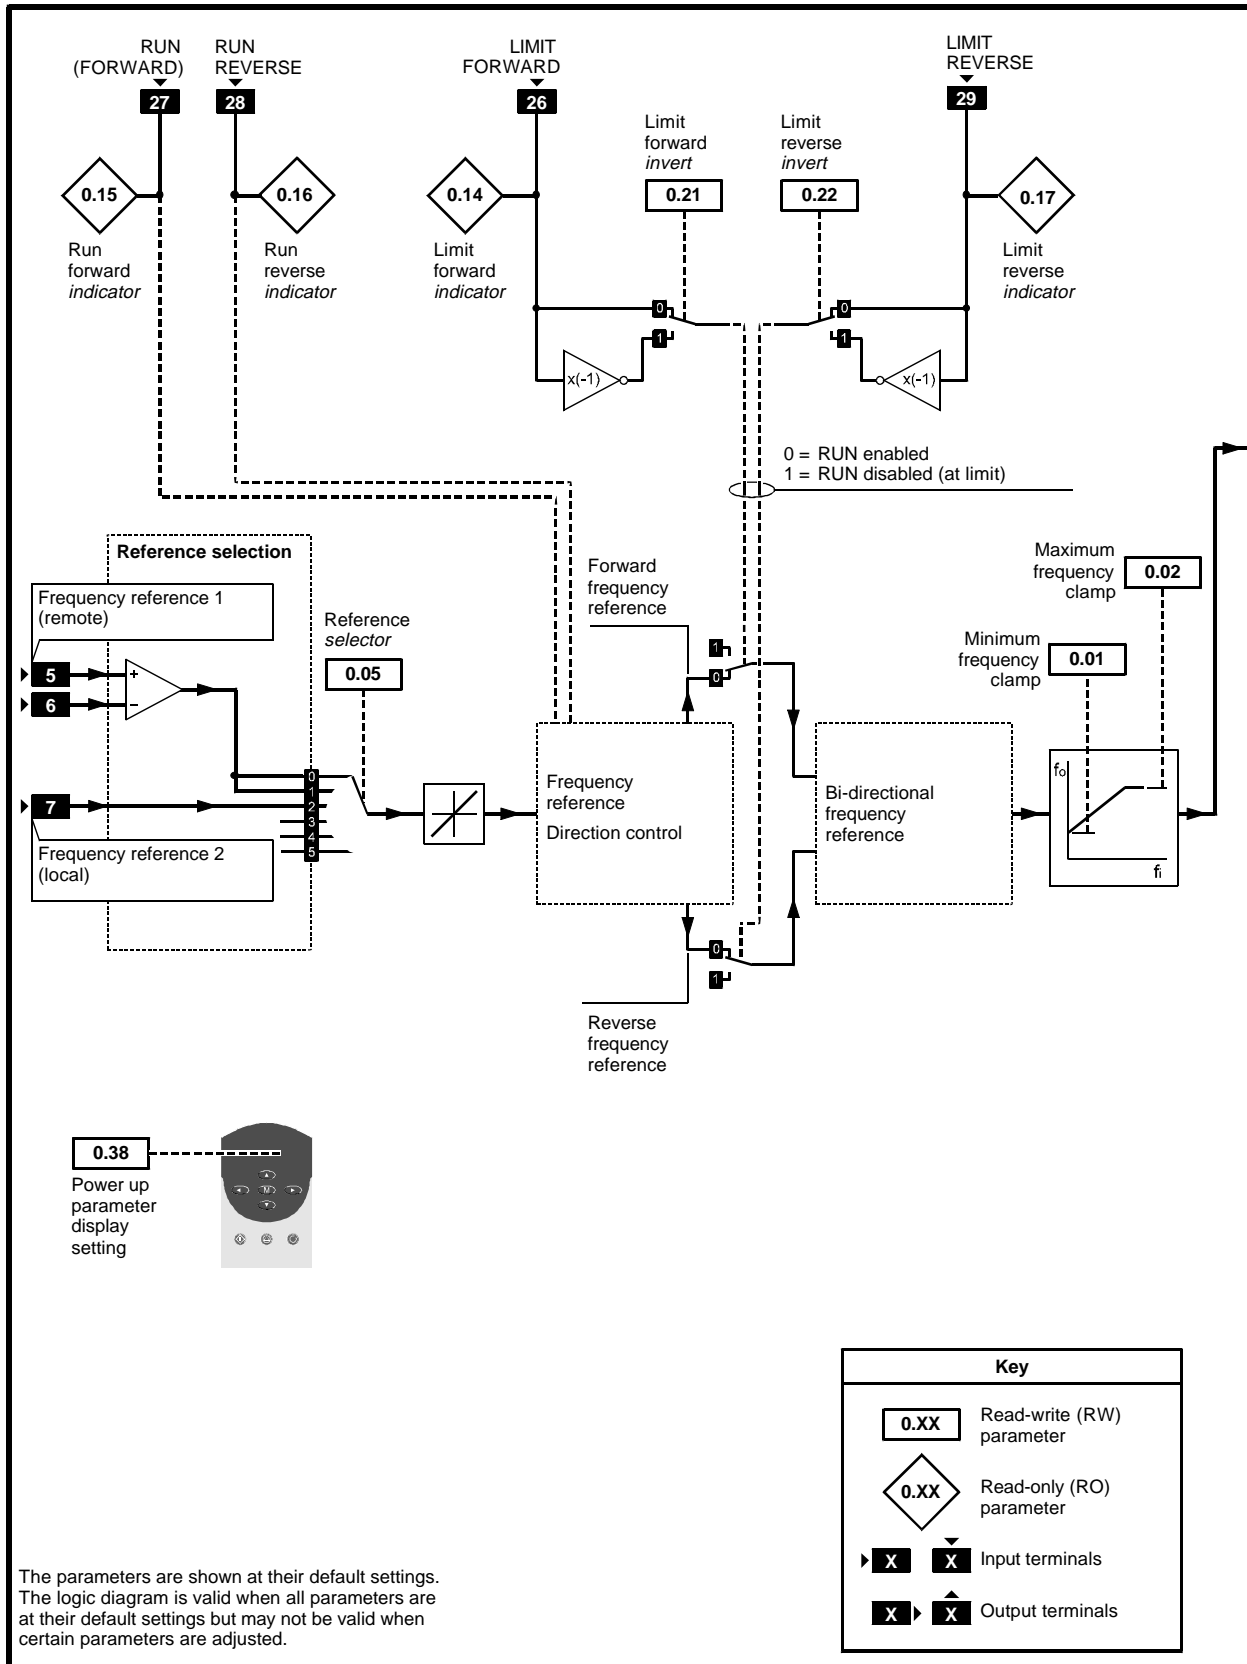 RUN
(FORWARD)
27
RUN
REVERSE
28
LIMIT
FORWARD
26
LIMIT
REVERSE
29
0.15
Run
forward
indicator
0.16
Run
reverse
indicator
0.14
Limit
forward
indicator
Limit
forward
invert
0.21
Limit
reverse
invert
0.22
0.17
Limit
reverse
indicator
0
1
0
1
x(-1)
x(-1)
0 = RUN enabled
1 = RUN disabled (at limit)
Reference selection
Frequency reference 1
(remote)
5
6
+
−
7
Frequency reference 2
(local)
0
1
2
3
4
5
Reference
selector
0.05
Forward
frequency
reference
1
0
Frequency
reference
Direction control
Bi-directional
frequency
reference
0
1
Reverse
frequency
reference
Maximum
frequency
clamp
0.02
Minimum
frequency
clamp
0.01
fo
fi
0.38
Power up
parameter
display
setting
M
Key
0.XX
Read-write (RW)
parameter
0.XX
Read-only (RO)
parameter
X X Input terminals
X X Output terminals
The parameters are shown at their default settings.
The logic diagram is valid when all parameters are
at their default settings but may not be valid when
certain parameters are adjusted.